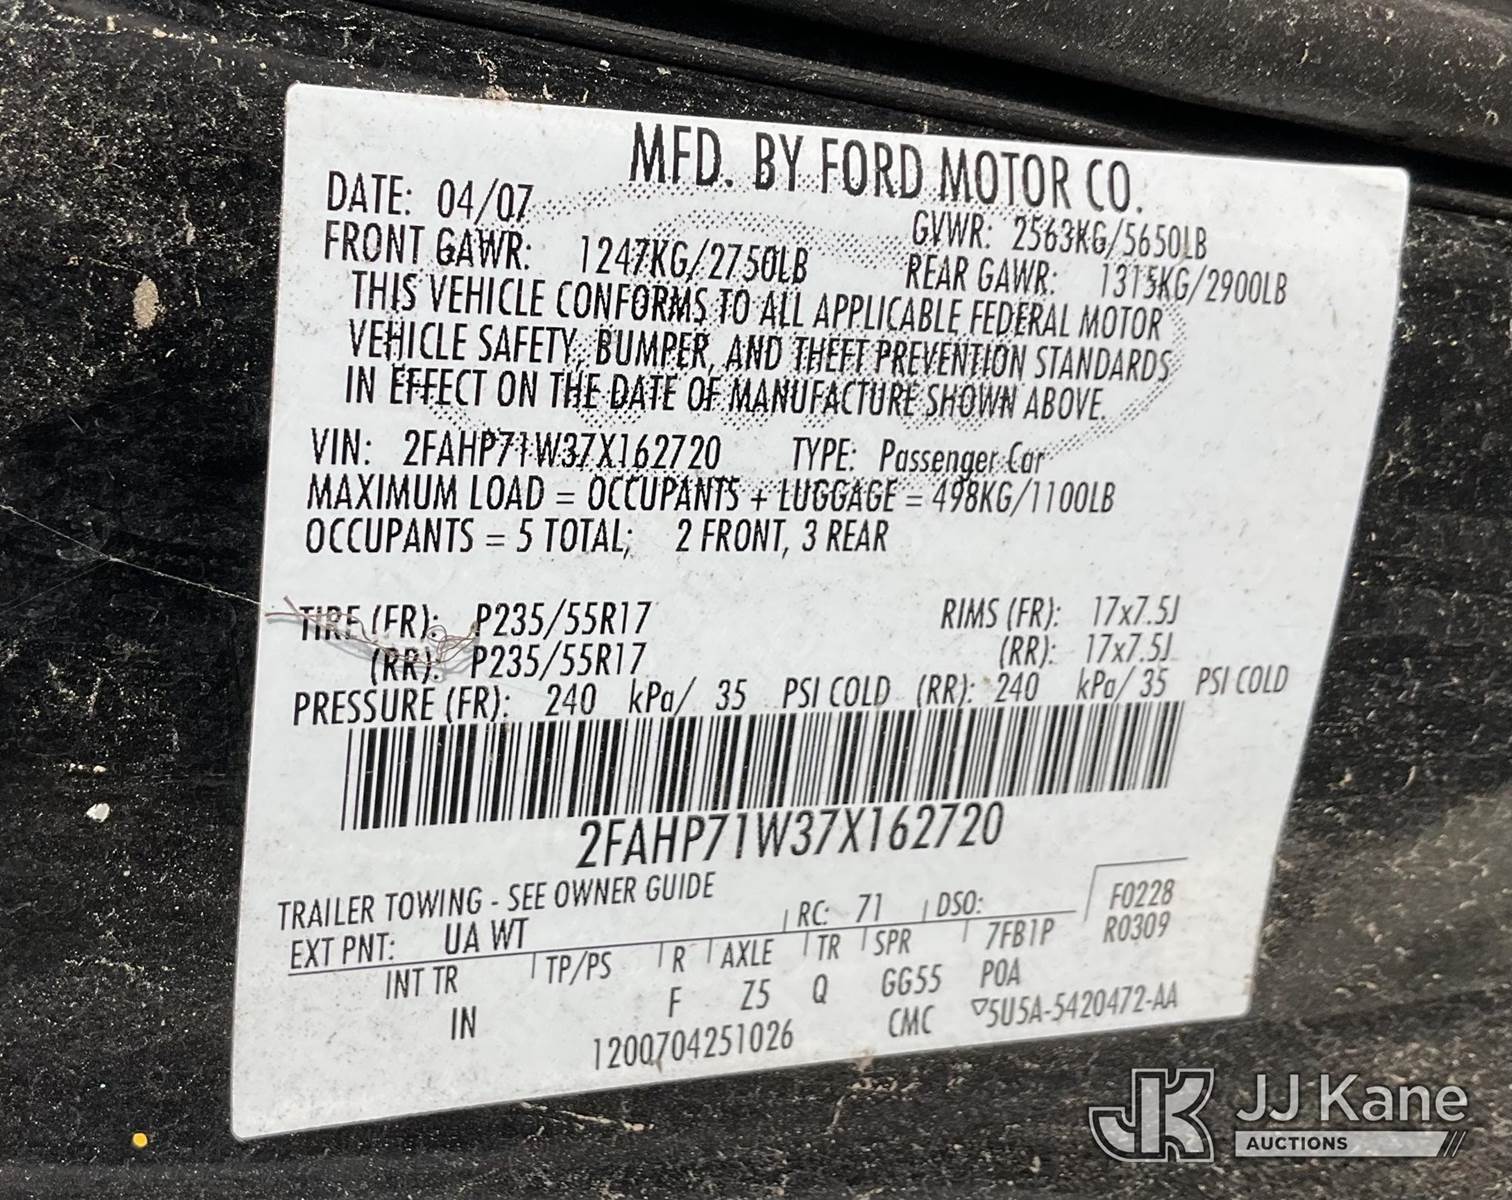 MFD. BY FORD MOTOR CO.
DATE: 04/07 GVWR: 2563KG/5650LB
FRONT GAWR: 1247KG/2750LB REAR GAWR: 1315KG/2900LB
THIS VEHICLE CONFORMS TO ALL APPLICABLE FEDERAL MOTOR
VEHICLE SAFETY, BUMPER, AND THEFT PREVENTION STANDARDS
IN EFFECT ON THE DATE OF MANUFACTURE SHOWN ABOVE.
VIN: 2FAHP71W37X162720 TYPE: Passenger Car
MAXIMUM LOAD = OCCUPANTS + LUGGAGE = 498KG/1100LB
OCCUPANTS = 5 TOTAL; 2 FRONT, 3 REAR
TIRE (FR): P235/55R17 RIMS (FR): 17x7.5J
(RR): P235/55R17 (RR): 17x7.5J
PRESSURE (FR): 240 kPa/ 35 PSI COLD (RR): 240 kPa/ 35 PSI COLD
2FAHP71W37X162720
TRAILER TOWING - SEE OWNER GUIDE
EXT PNT: UA WT RC: 71 DSO: F0228
INT TR TP/PS R AXLE TR SPR 7FB1P R0309
IN F Z5 Q GG55 POA
1200704251026 CMC ▽5U5A-5420472-AA
JK JJ Kane
AUCTIONS